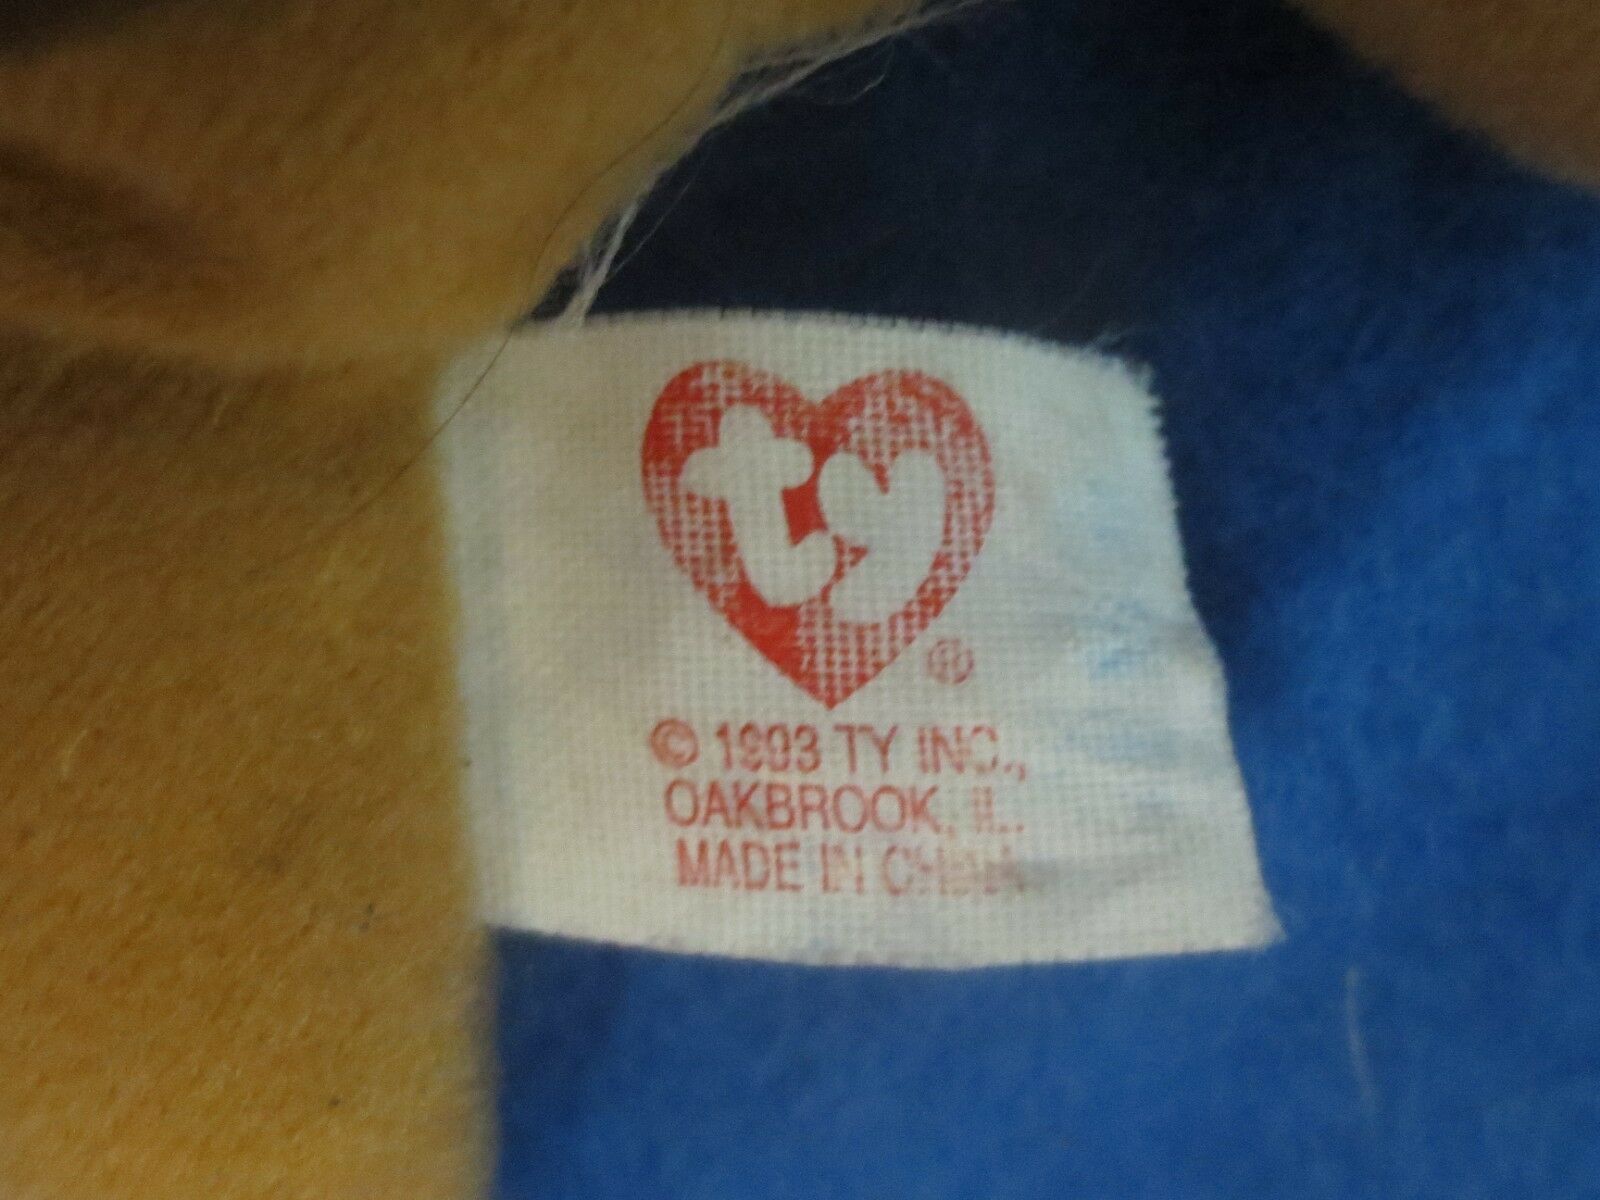 ty
®
© 1993 TY INC.,
OAKBROOK, IL.
MADE IN CHINA